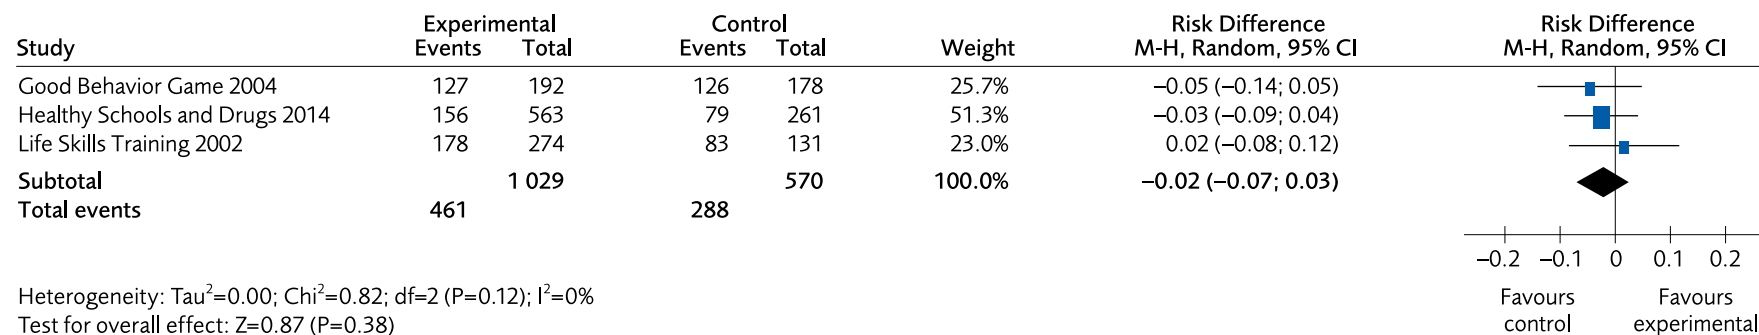 Experimental Control Risk Difference Risk Difference
Study Events Total Events Total Weight M-H, Random, 95% CI M-H, Random, 95% CI
Good Behavior Game 2004 127 192 126 178 25.7% −0.05 (−0.14; 0.05)
Healthy Schools and Drugs 2014 156 563 79 261 51.3% −0.03 (−0.09; 0.04)
Life Skills Training 2002 178 274 83 131 23.0% 0.02 (−0.08; 0.12)
Subtotal 1 029 570 100.0% −0.02 (−0.07; 0.03)
Total events 461 288
−0.2 −0.1 0 0.1 0.2
Heterogeneity: Tau²=0.00; Chi²=0.82; df=2 (P=0.12); I²=0% Favours Favours
Test for overall effect: Z=0.87 (P=0.38) control experimental